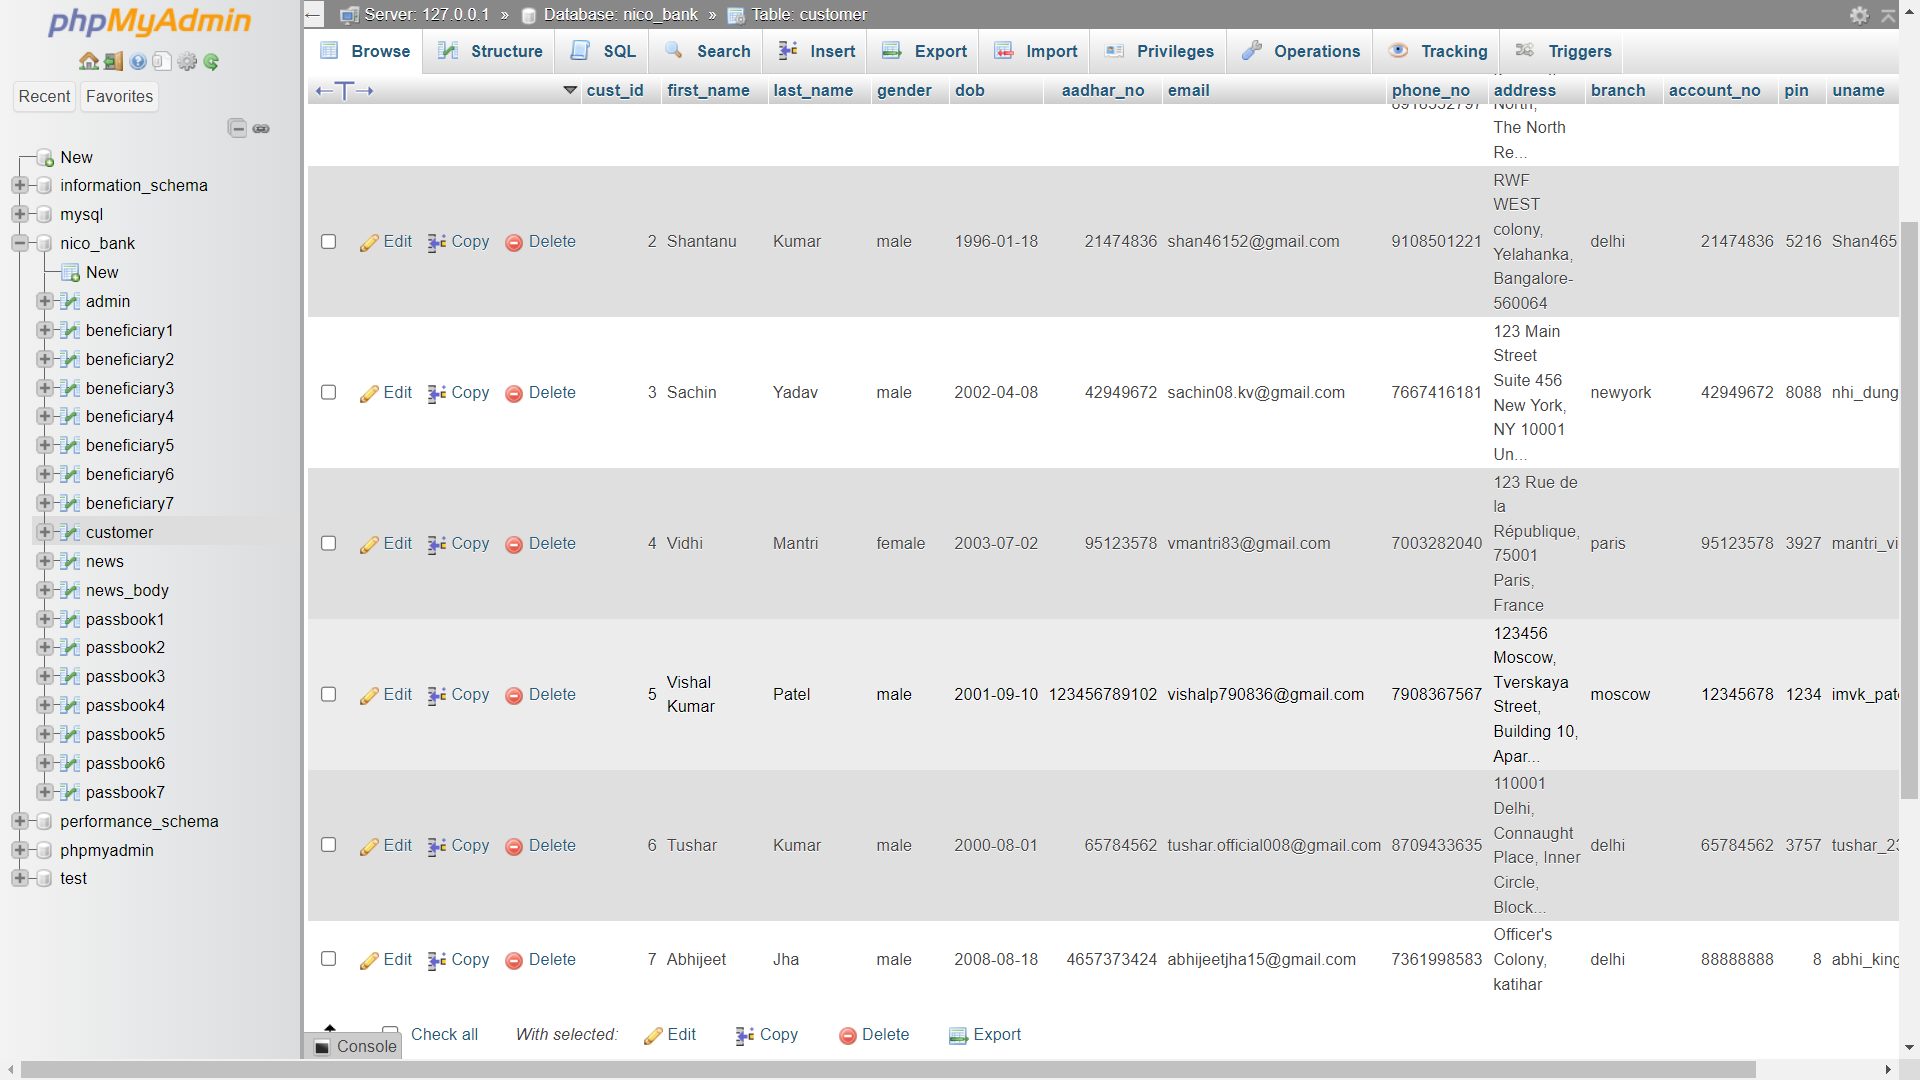 phpMyAdmin
Recent Favorites
New
information_schema
mysql
nico_bank
New
admin
beneficiary1
beneficiary2
beneficiary3
beneficiary4
beneficiary5
beneficiary6
beneficiary7
customer
news
news_body
passbook1
passbook2
passbook3
passbook4
passbook5
passbook6
passbook7
performance_schema
phpmyadmin
test
Server: 127.0.0.1 » Database: nico_bank » Table: customer
Browse Structure SQL Search Insert Export Import Privileges Operations Tracking Triggers
←T→ cust_id first_name last_name gender dob aadhar_no email phone_no address branch account_no pin uname
North,
The North
Re...
RWF
WEST
colony,
Yelahanka,
Bangalore-
560064
Edit Copy Delete 2 Shantanu Kumar male 1996-01-18 21474836 shan46152@gmail.com 9108501221 delhi 21474836 5216 Shan465
123 Main
Street
Suite 456
New York,
NY 10001
Un...
Edit Copy Delete 3 Sachin Yadav male 2002-04-08 42949672 sachin08.kv@gmail.com 7667416181 newyork 42949672 8088 nhi_dung
123 Rue de
la
République,
75001
Paris,
France
Edit Copy Delete 4 Vidhi Mantri female 2003-07-02 95123578 vmantri83@gmail.com 7003282040 paris 95123578 3927 mantri_vi
123456
Moscow,
Tverskaya
Street,
Building 10,
Apar...
Edit Copy Delete 5 Vishal
Kumar Patel male 2001-09-10 123456789102 vishalp790836@gmail.com 7908367567 moscow 12345678 1234 imvk_pat
110001
Delhi,
Connaught
Place, Inner
Circle,
Block...
Edit Copy Delete 6 Tushar Kumar male 2000-08-01 65784562 tushar.official008@gmail.com 8709433635 delhi 65784562 3757 tushar_23
Officer's
Colony,
katihar
Edit Copy Delete 7 Abhijeet Jha male 2008-08-18 4657373424 abhijeetjha15@gmail.com 7361998583 delhi 88888888 8 abhi_king
Check all With selected: Edit Copy Delete Export
Console